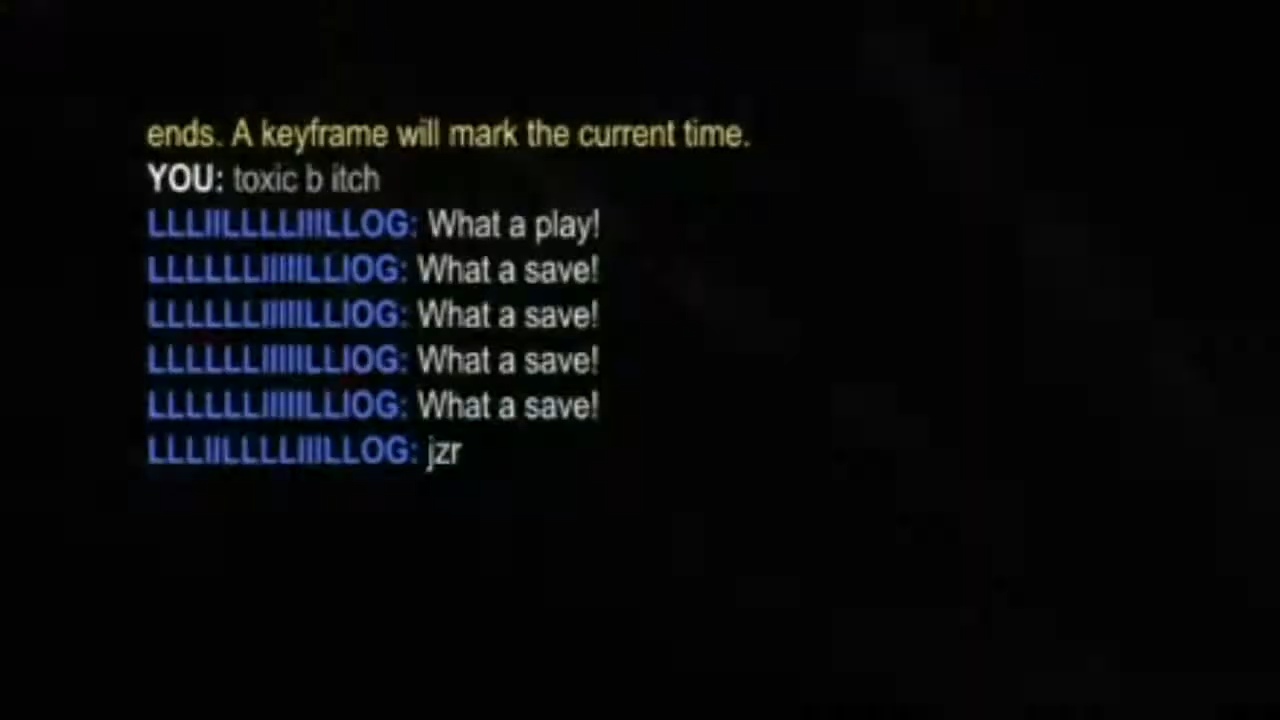 ends. A keyframe will mark the current time.
YOU: toxic b itch
LLLIILLLLIIILLOG: What a play!
LLLLLLIIIIILLIOG: What a save!
LLLLLLIIIIILLIOG: What a save!
LLLLLLIIIIILLIOG: What a save!
LLLLLLIIIIILLIOG: What a save!
LLLIILLLLIIILLOG: jzr